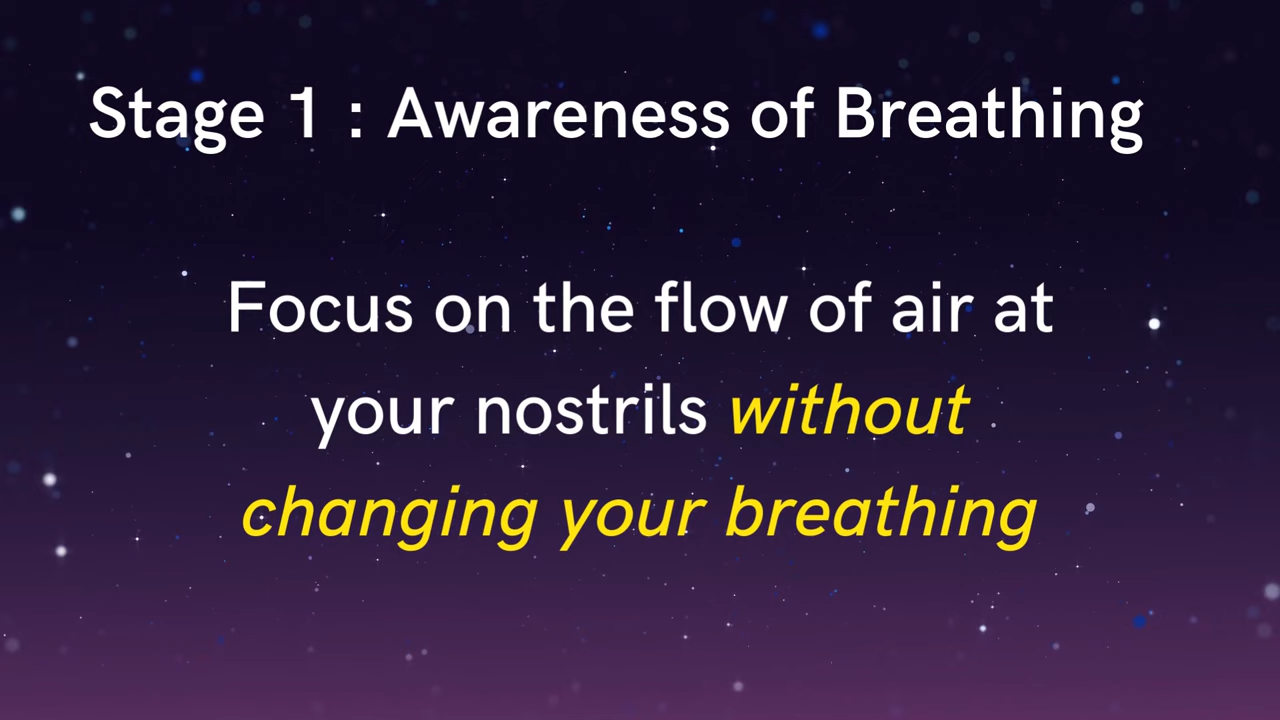 Stage 1 : Awareness of Breathing
Focus on the flow of air at
your nostrils without
changing your breathing